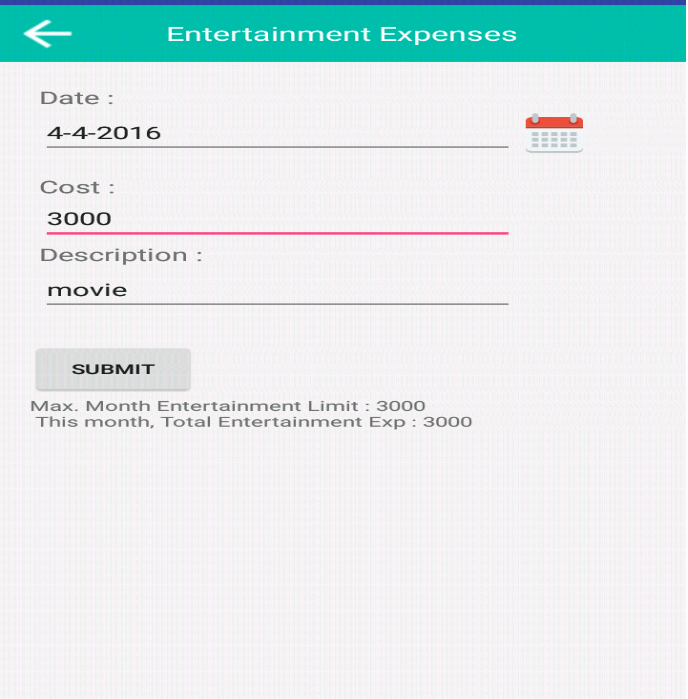 Entertainment Expenses
Date :
4-4-2016
Cost :
3000
Description :
movie
SUBMIT
Max. Month Entertainment Limit : 3000
This month, Total Entertainment Exp : 3000